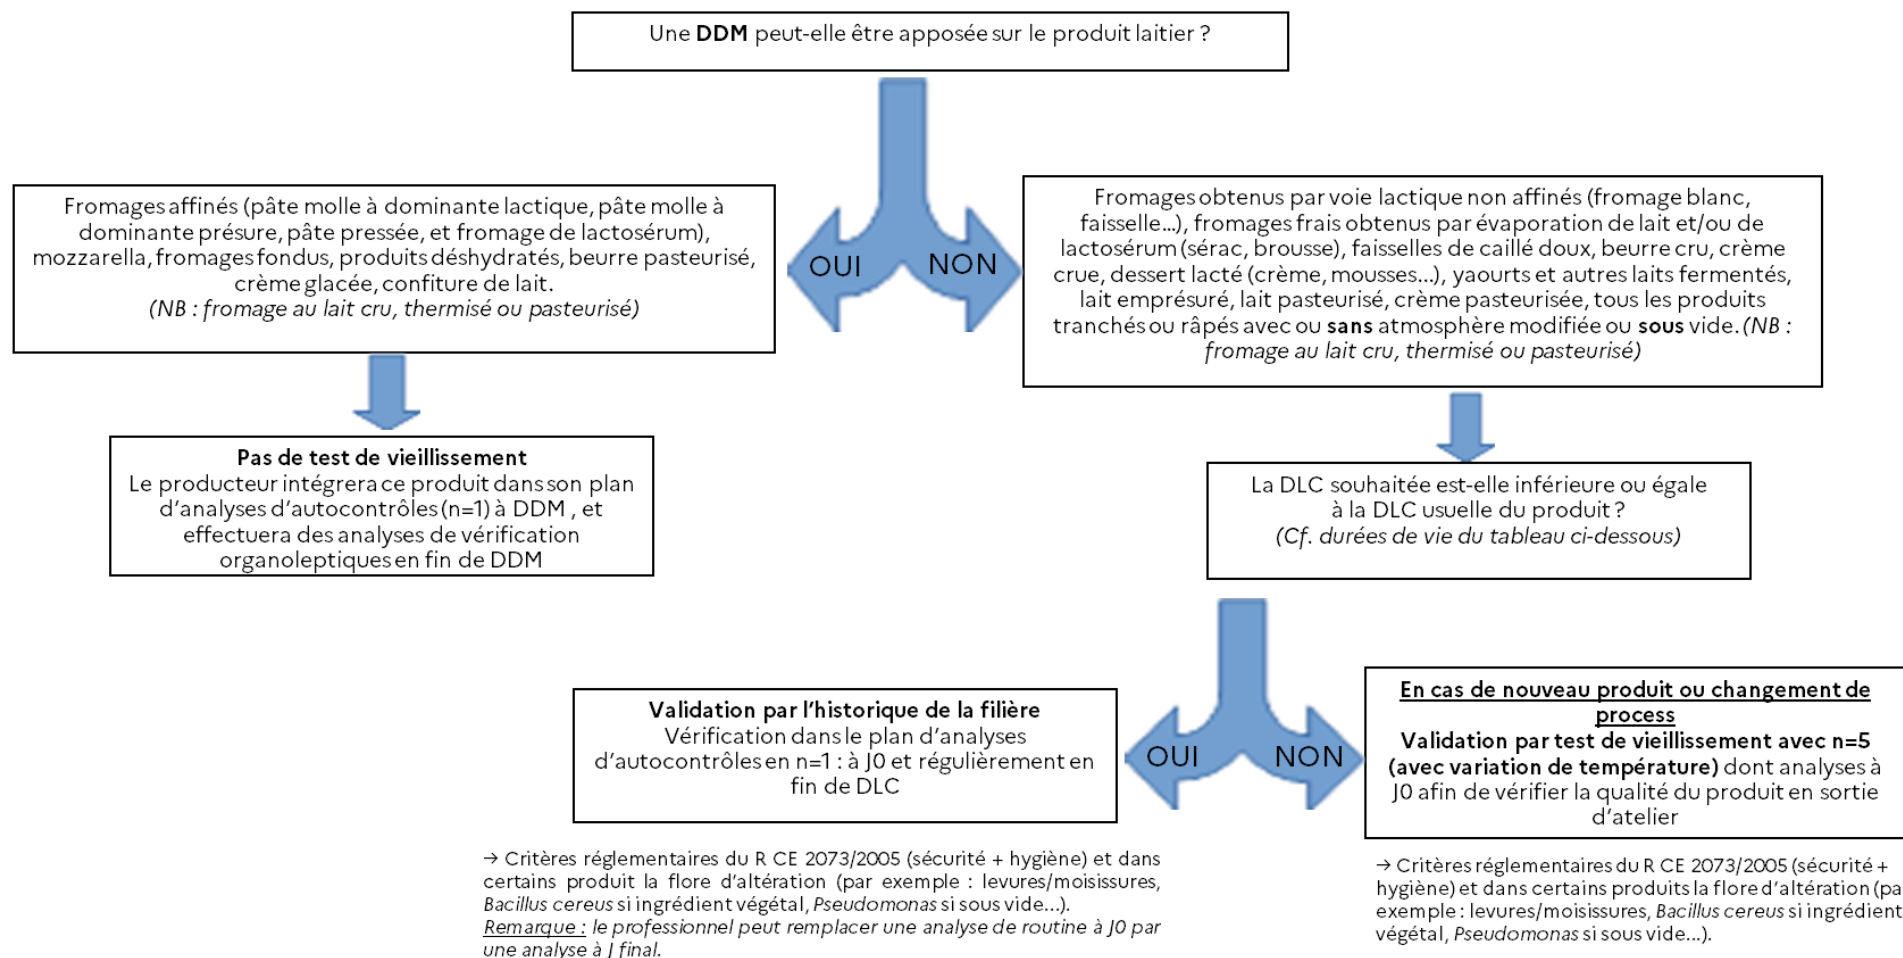 Une DDM peut-elle être apposée sur le produit laitier ?
Fromages affinés (pâte molle à dominante lactique, pâte molle à
dominante présure, pâte pressée, et fromage de lactosérum),
mozzarella, fromages fondus, produits déshydratés, beurre pasteurisé,
crème glacée, confiture de lait.
(NB : fromage au lait cru, thermisé ou pasteurisé)
OUI
NON
Fromages obtenus par voie lactique non affinés (fromage blanc,
faisselle...), fromages frais obtenus par évaporation de lait et/ou de
lactosérum (sérac, brousse), faisselles de caillé doux, beurre cru, crème
crue, dessert lacté (crème, mousses...), yaourts et autres laits fermentés,
lait emprésuré, lait pasteurisé, crème pasteurisée, tous les produits
tranchés ou râpés avec ou sans atmosphère modifiée ou sous vide. (NB :
fromage au lait cru, thermisé ou pasteurisé)
Pas de test de vieillissement
Le producteur intégrera ce produit dans son plan
d'analyses d'autocontrôles (n=1) à DDM , et
effectuera des analyses de vérification
organoleptiques en fin de DDM
La DLC souhaitée est-elle inférieure ou égale
à la DLC usuelle du produit ?
(Cf. durées de vie du tableau ci-dessous)
Validation par l'historique de la filière
Vérification dans le plan d'analyses
d'autocontrôles en n=1 : à J0 et régulièrement en
fin de DLC
OUI
NON
En cas de nouveau produit ou changement de
process
Validation par test de vieillissement avec n=5
(avec variation de température) dont analyses à
J0 afin de vérifier la qualité du produit en sortie
d'atelier
→ Critères réglementaires du R CE 2073/2005 (sécurité + hygiène) et dans
certains produit la flore d'altération (par exemple : levures/moisissures,
Bacillus cereus si ingrédient végétal, Pseudomonas si sous vide...).
Remarque : le professionnel peut remplacer une analyse de routine à J0 par
une analyse à J final.
→ Critères réglementaires du R CE 2073/2005 (sécurité +
hygiène) et dans certains produits la flore d'altération (pa
exemple : levures/moisissures, Bacillus cereus si ingrédient
végétal, Pseudomonas si sous vide...).